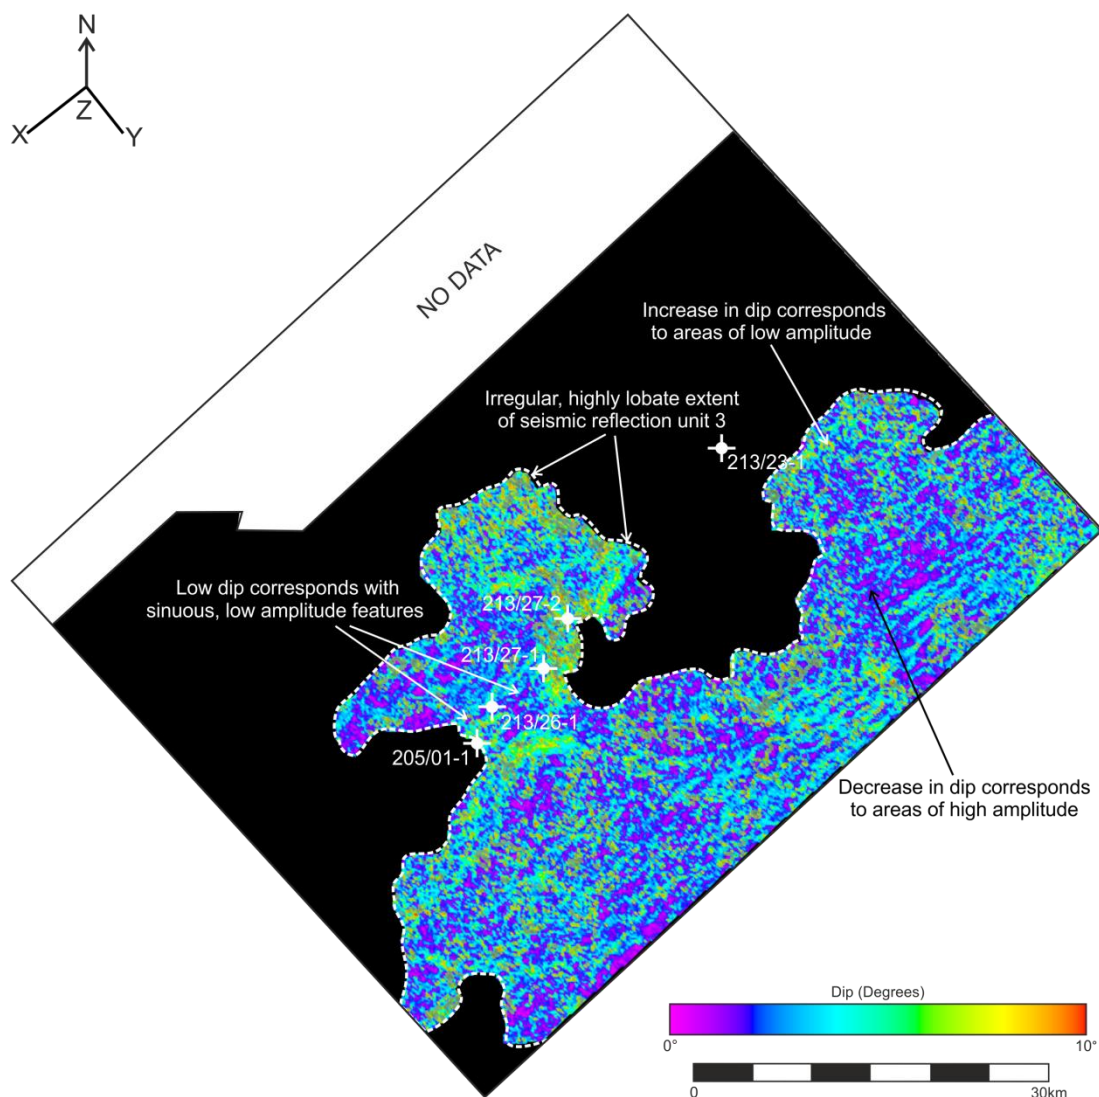 N
Z
X
Y
NO DATA
Increase in dip corresponds
to areas of low amplitude
Irregular, highly lobate extent
of seismic reflection unit 3
213/23-1
Low dip corresponds with
sinuous, low amplitude features
213/27-2
213/27-1
213/26-1
205/01-1
Decrease in dip corresponds
to areas of high amplitude
Dip (Degrees)
0°
10°
0
30km